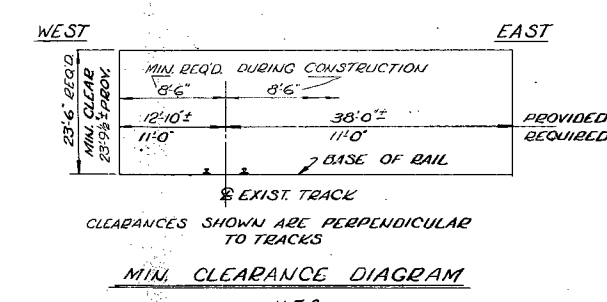 WEST
EAST
MIN. REQ'D. DURING CONSTRUCTION
8'-6" 8'-6"
23'-6" REQ'D.
MIN. CLEAR
23'-9½"± PROV.
12'-10"± 38'-0"± PROVIDED
11'-0" 11'-0" REQUIRED
BASE OF RAIL
℄ EXIST. TRACK
CLEARANCES SHOWN ARE PERPENDICULAR
TO TRACKS
MIN. CLEARANCE DIAGRAM